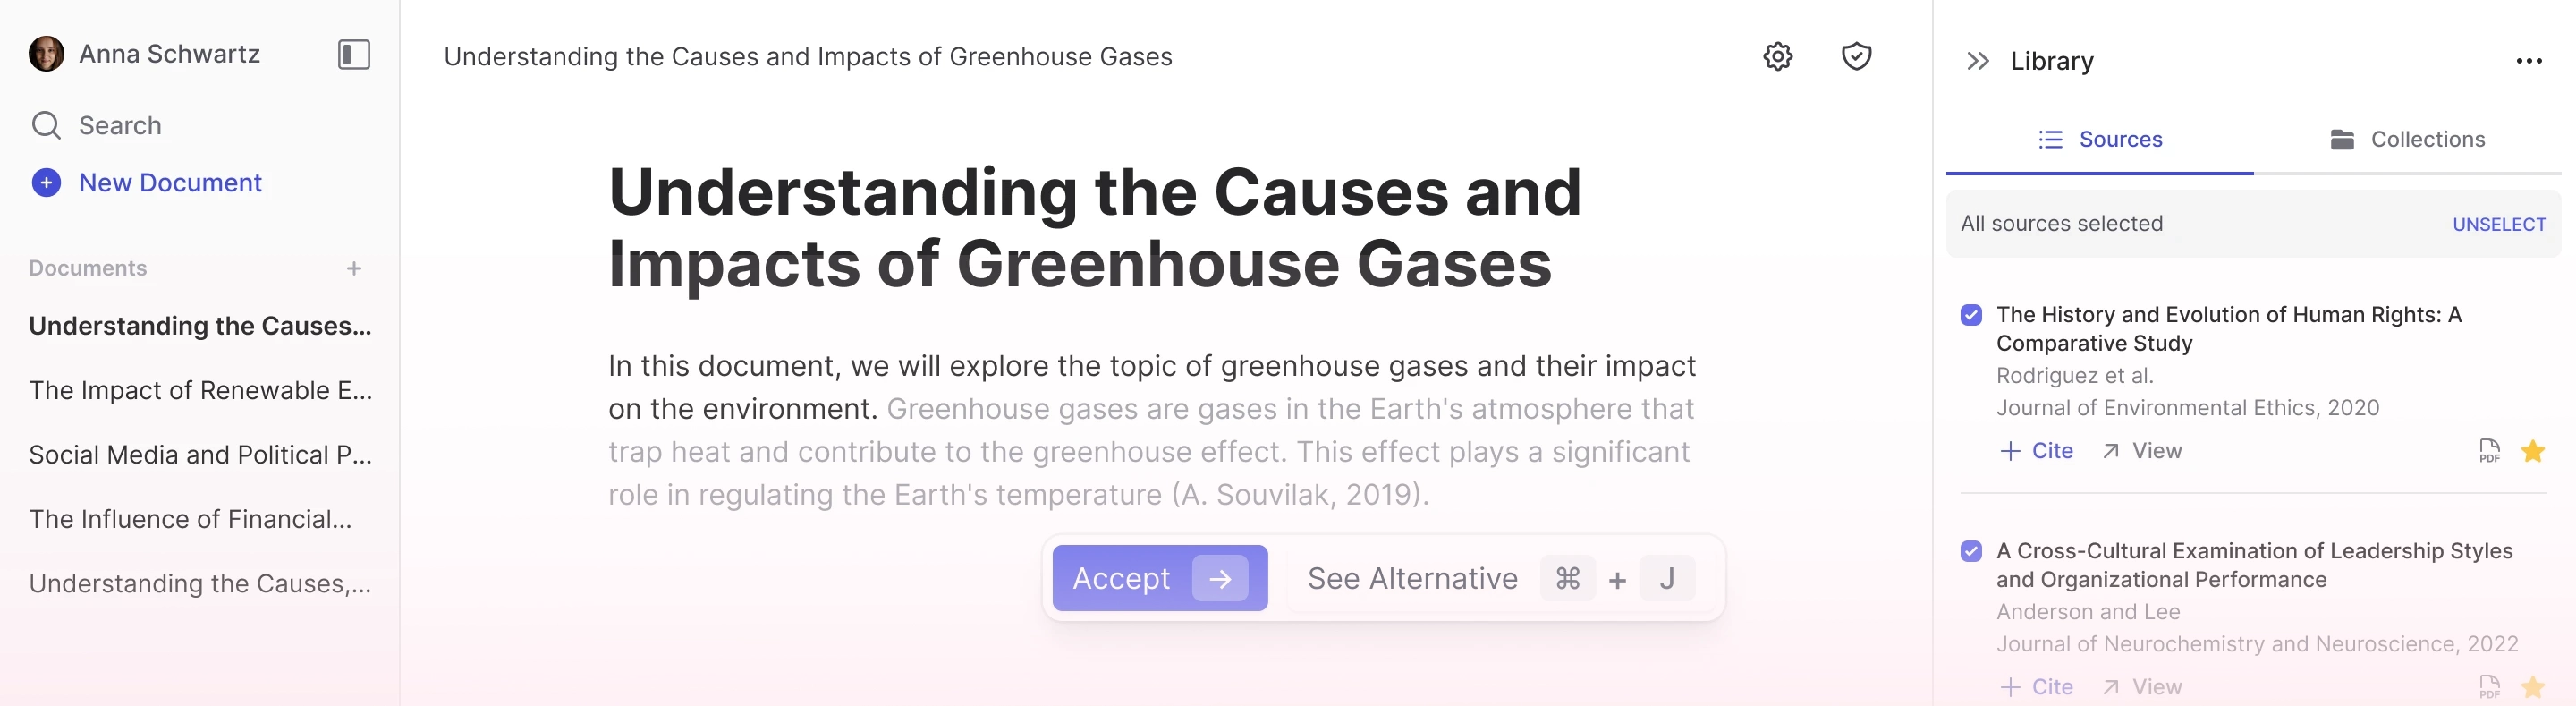 Anna Schwartz
Search
New Document
Documents
Understanding the Causes...
The Impact of Renewable E...
Social Media and Political P...
The Influence of Financial...
Understanding the Causes,...
Understanding the Causes and Impacts of Greenhouse Gases
Understanding the Causes and
Impacts of Greenhouse Gases
In this document, we will explore the topic of greenhouse gases and their impact
on the environment. Greenhouse gases are gases in the Earth's atmosphere that
trap heat and contribute to the greenhouse effect. This effect plays a significant
role in regulating the Earth's temperature (A. Souvilak, 2019).
Accept → See Alternative ⌘ + J
Library
Sources Collections
All sources selected UNSELECT
The History and Evolution of Human Rights: A
Comparative Study
Rodriguez et al.
Journal of Environmental Ethics, 2020
Cite View PDF
A Cross-Cultural Examination of Leadership Styles
and Organizational Performance
Anderson and Lee
Journal of Neurochemistry and Neuroscience, 2022
Cite View PDF